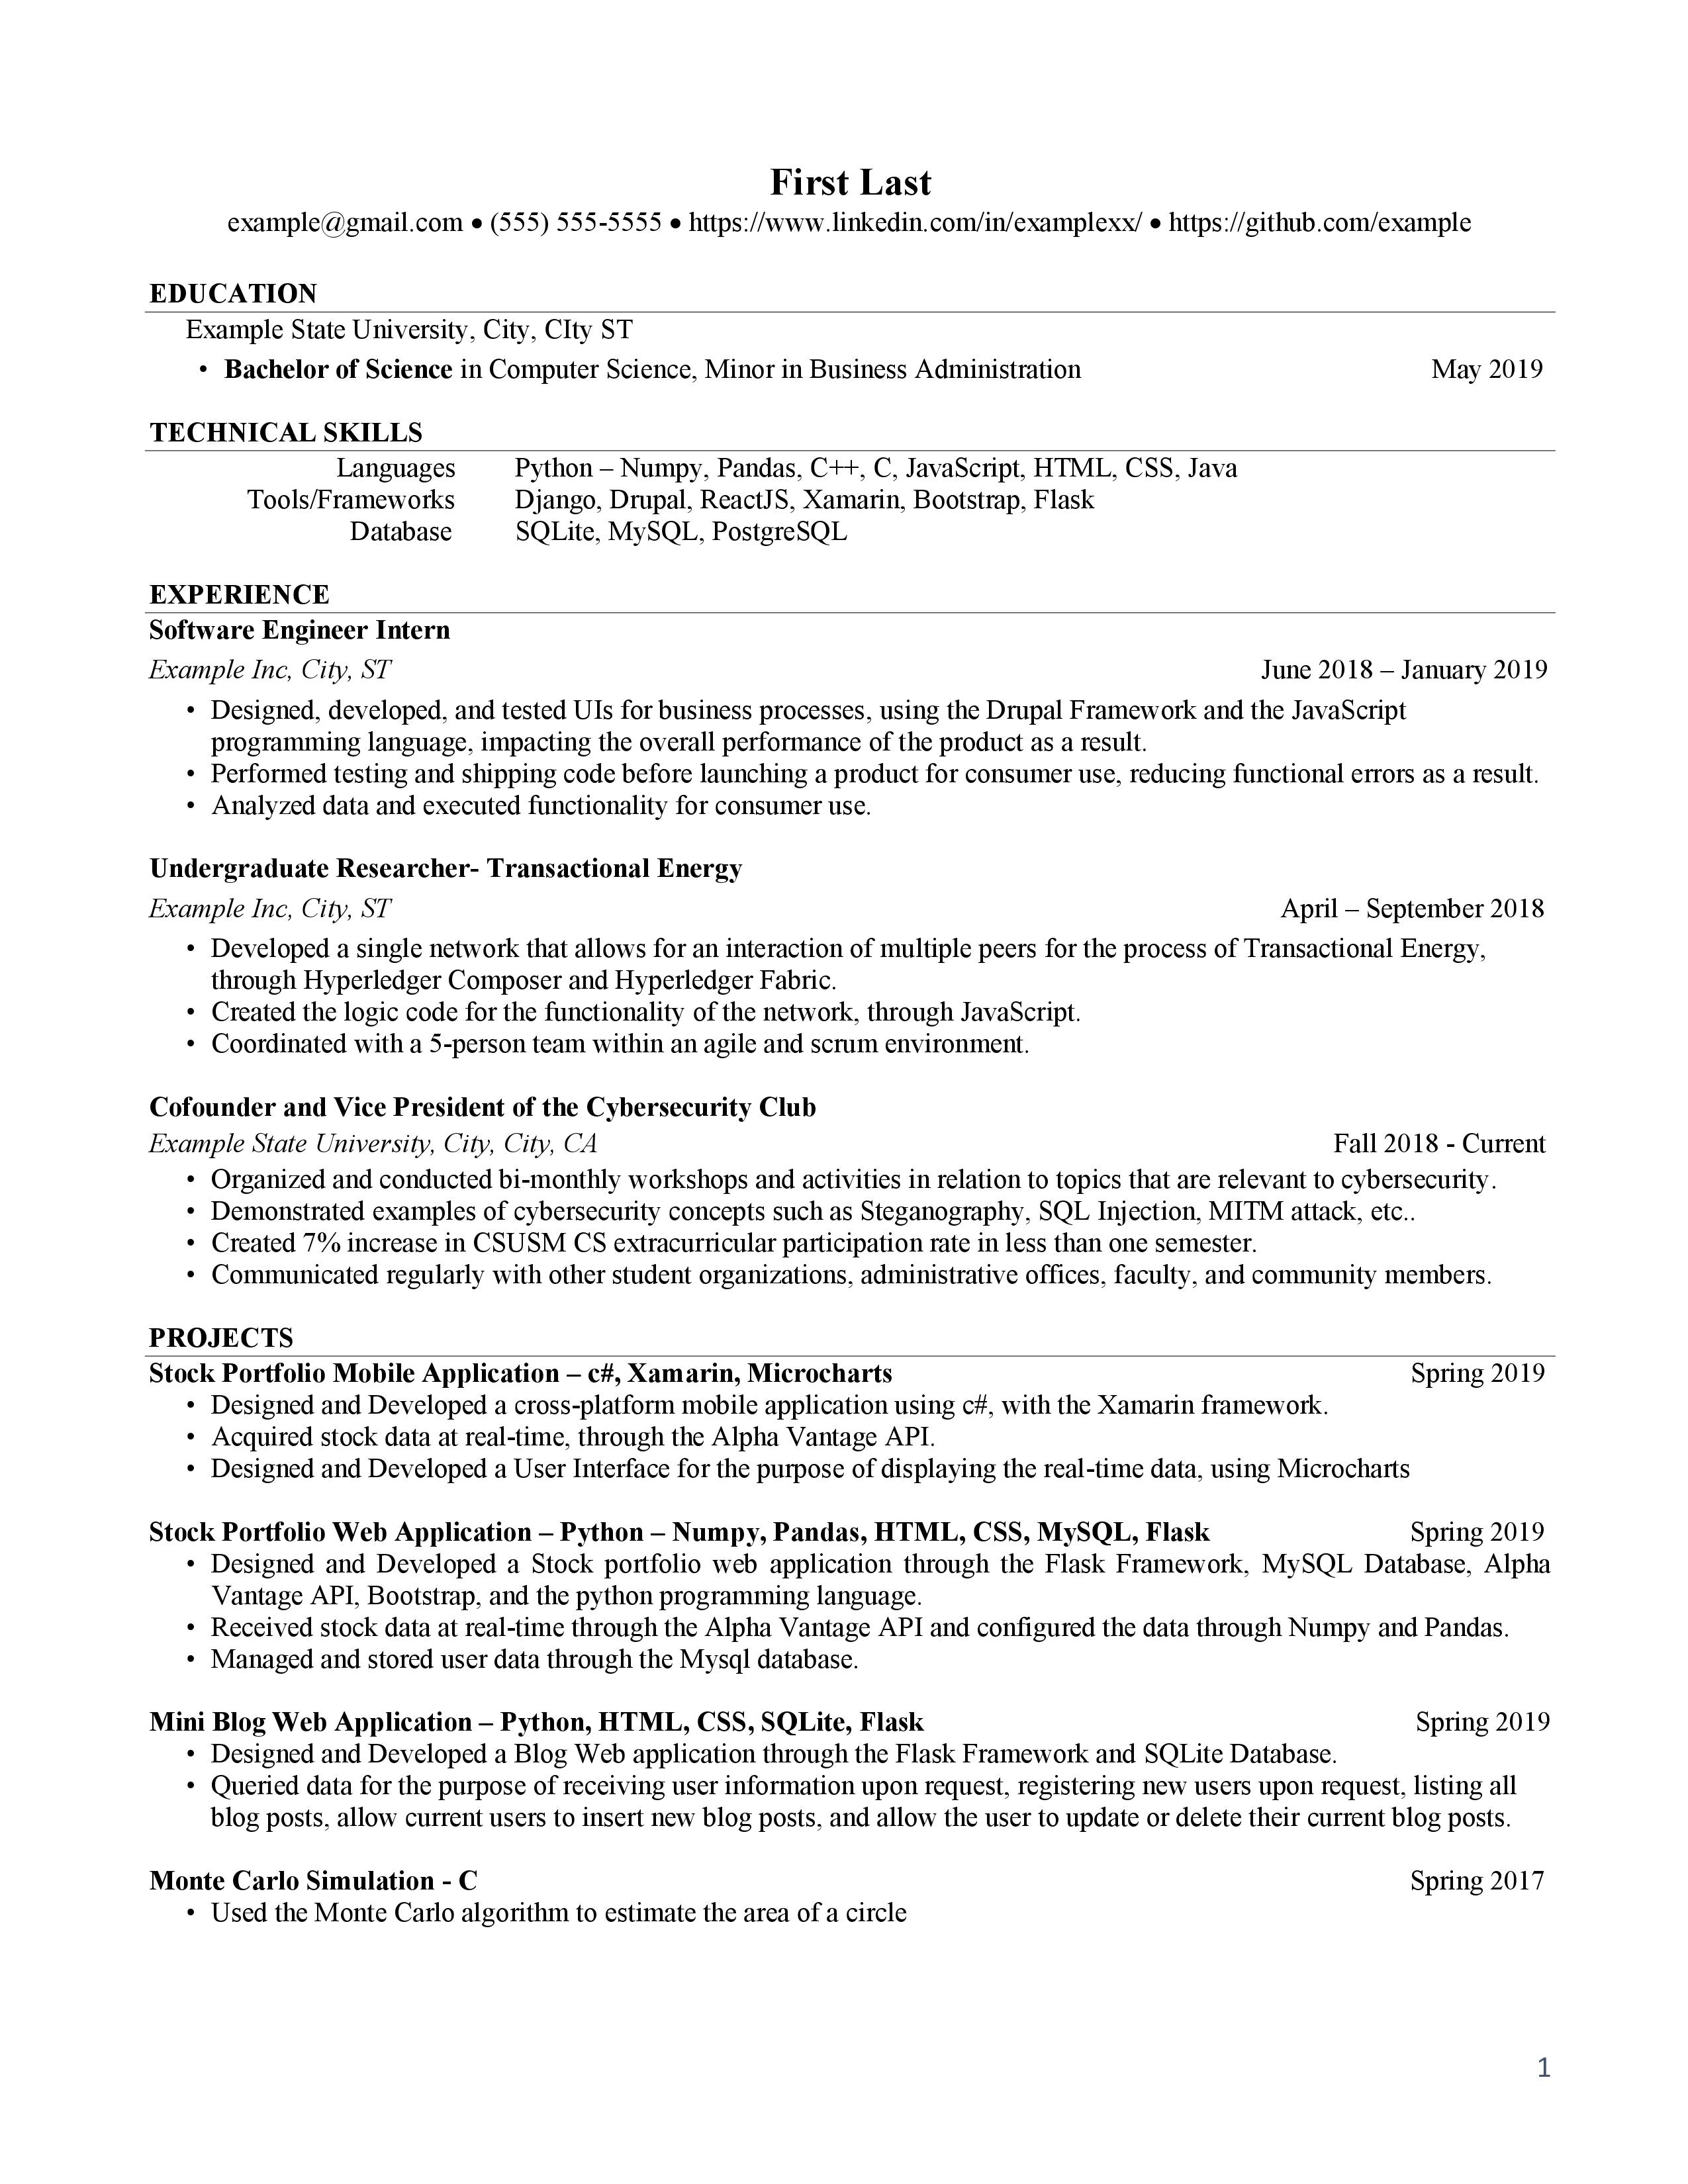 First Last
example@gmail.com • (555) 555-5555 • https://www.linkedin.com/in/examplexx/ • https://github.com/example
EDUCATION
Example State University, City, CIty ST
• Bachelor of Science in Computer Science, Minor in Business Administration May 2019
TECHNICAL SKILLS
Languages Python – Numpy, Pandas, C++, C, JavaScript, HTML, CSS, Java
Tools/Frameworks Django, Drupal, ReactJS, Xamarin, Bootstrap, Flask
Database SQLite, MySQL, PostgreSQL
EXPERIENCE
Software Engineer Intern
Example Inc, City, ST June 2018 – January 2019
• Designed, developed, and tested UIs for business processes, using the Drupal Framework and the JavaScript
programming language, impacting the overall performance of the product as a result.
• Performed testing and shipping code before launching a product for consumer use, reducing functional errors as a result.
• Analyzed data and executed functionality for consumer use.
Undergraduate Researcher- Transactional Energy
Example Inc, City, ST April – September 2018
• Developed a single network that allows for an interaction of multiple peers for the process of Transactional Energy,
through Hyperledger Composer and Hyperledger Fabric.
• Created the logic code for the functionality of the network, through JavaScript.
• Coordinated with a 5-person team within an agile and scrum environment.
Cofounder and Vice President of the Cybersecurity Club
Example State University, City, City, CA Fall 2018 - Current
• Organized and conducted bi-monthly workshops and activities in relation to topics that are relevant to cybersecurity.
• Demonstrated examples of cybersecurity concepts such as Steganography, SQL Injection, MITM attack, etc..
• Created 7% increase in CSUSM CS extracurricular participation rate in less than one semester.
• Communicated regularly with other student organizations, administrative offices, faculty, and community members.
PROJECTS
Stock Portfolio Mobile Application – c#, Xamarin, Microcharts Spring 2019
• Designed and Developed a cross-platform mobile application using c#, with the Xamarin framework.
• Acquired stock data at real-time, through the Alpha Vantage API.
• Designed and Developed a User Interface for the purpose of displaying the real-time data, using Microcharts
Stock Portfolio Web Application – Python – Numpy, Pandas, HTML, CSS, MySQL, Flask Spring 2019
• Designed and Developed a Stock portfolio web application through the Flask Framework, MySQL Database, Alpha
Vantage API, Bootstrap, and the python programming language.
• Received stock data at real-time through the Alpha Vantage API and configured the data through Numpy and Pandas.
• Managed and stored user data through the Mysql database.
Mini Blog Web Application – Python, HTML, CSS, SQLite, Flask Spring 2019
• Designed and Developed a Blog Web application through the Flask Framework and SQLite Database.
• Queried data for the purpose of receiving user information upon request, registering new users upon request, listing all
blog posts, allow current users to insert new blog posts, and allow the user to update or delete their current blog posts.
Monte Carlo Simulation - C Spring 2017
• Used the Monte Carlo algorithm to estimate the area of a circle
1